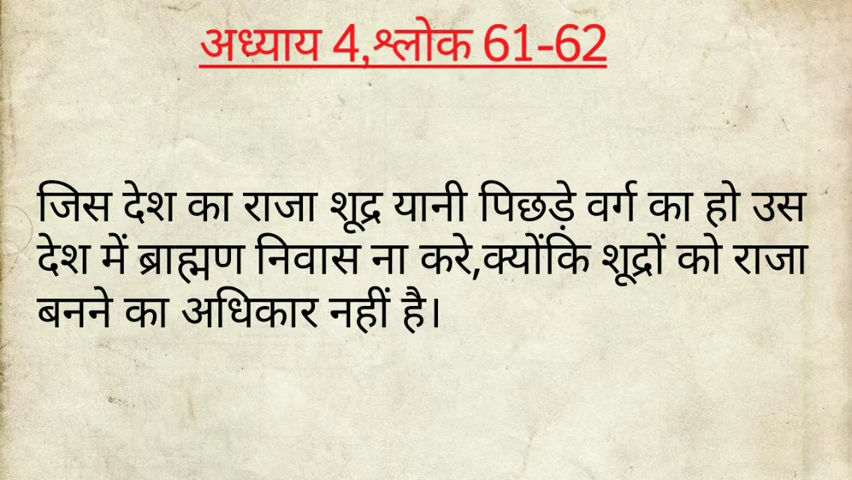 अध्याय 4,श्लोक 61-62
जिस देश का राजा शूद्र यानी पिछड़े वर्ग का हो उस
देश में ब्राह्मण निवास ना करे,क्योंकि शूद्रों को राजा
बनने का अधिकार नहीं है।